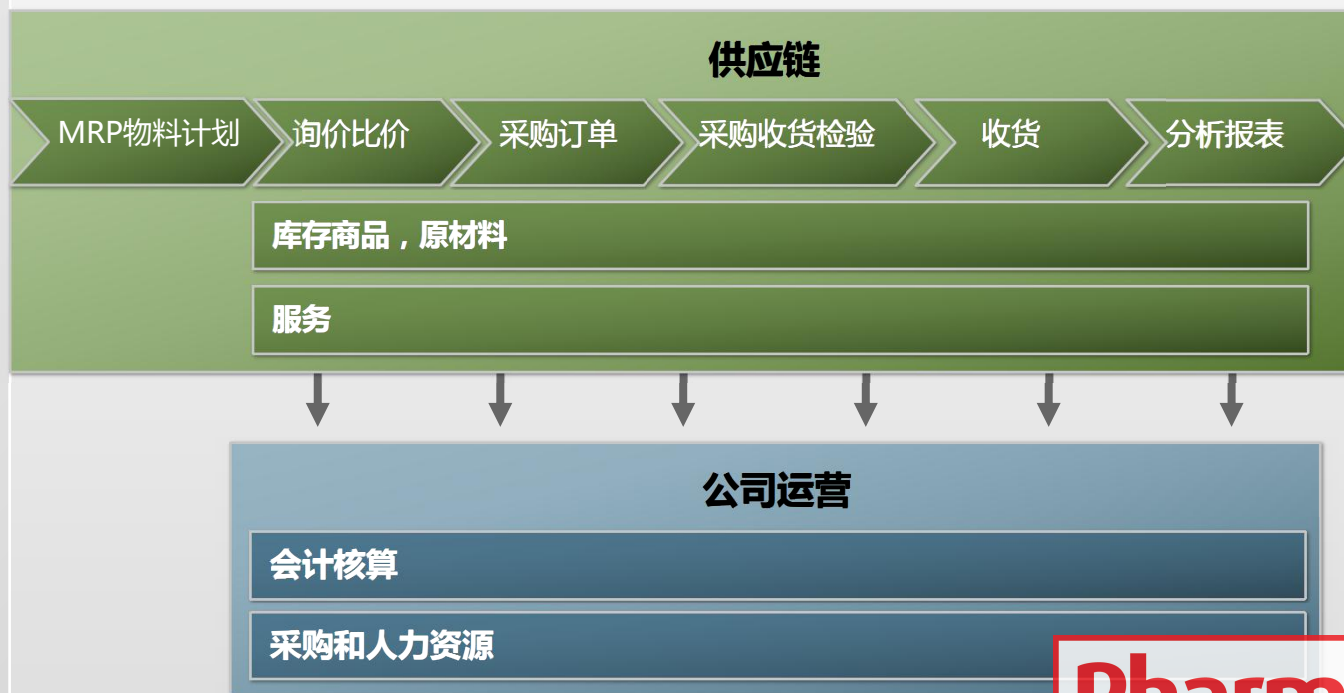 供应链
MRP物料计划
询价比价
采购订单
采购收货检验
收货
分析报表
库存商品，原材料
服务
公司运营
会计核算
采购和人力资源
Pharm